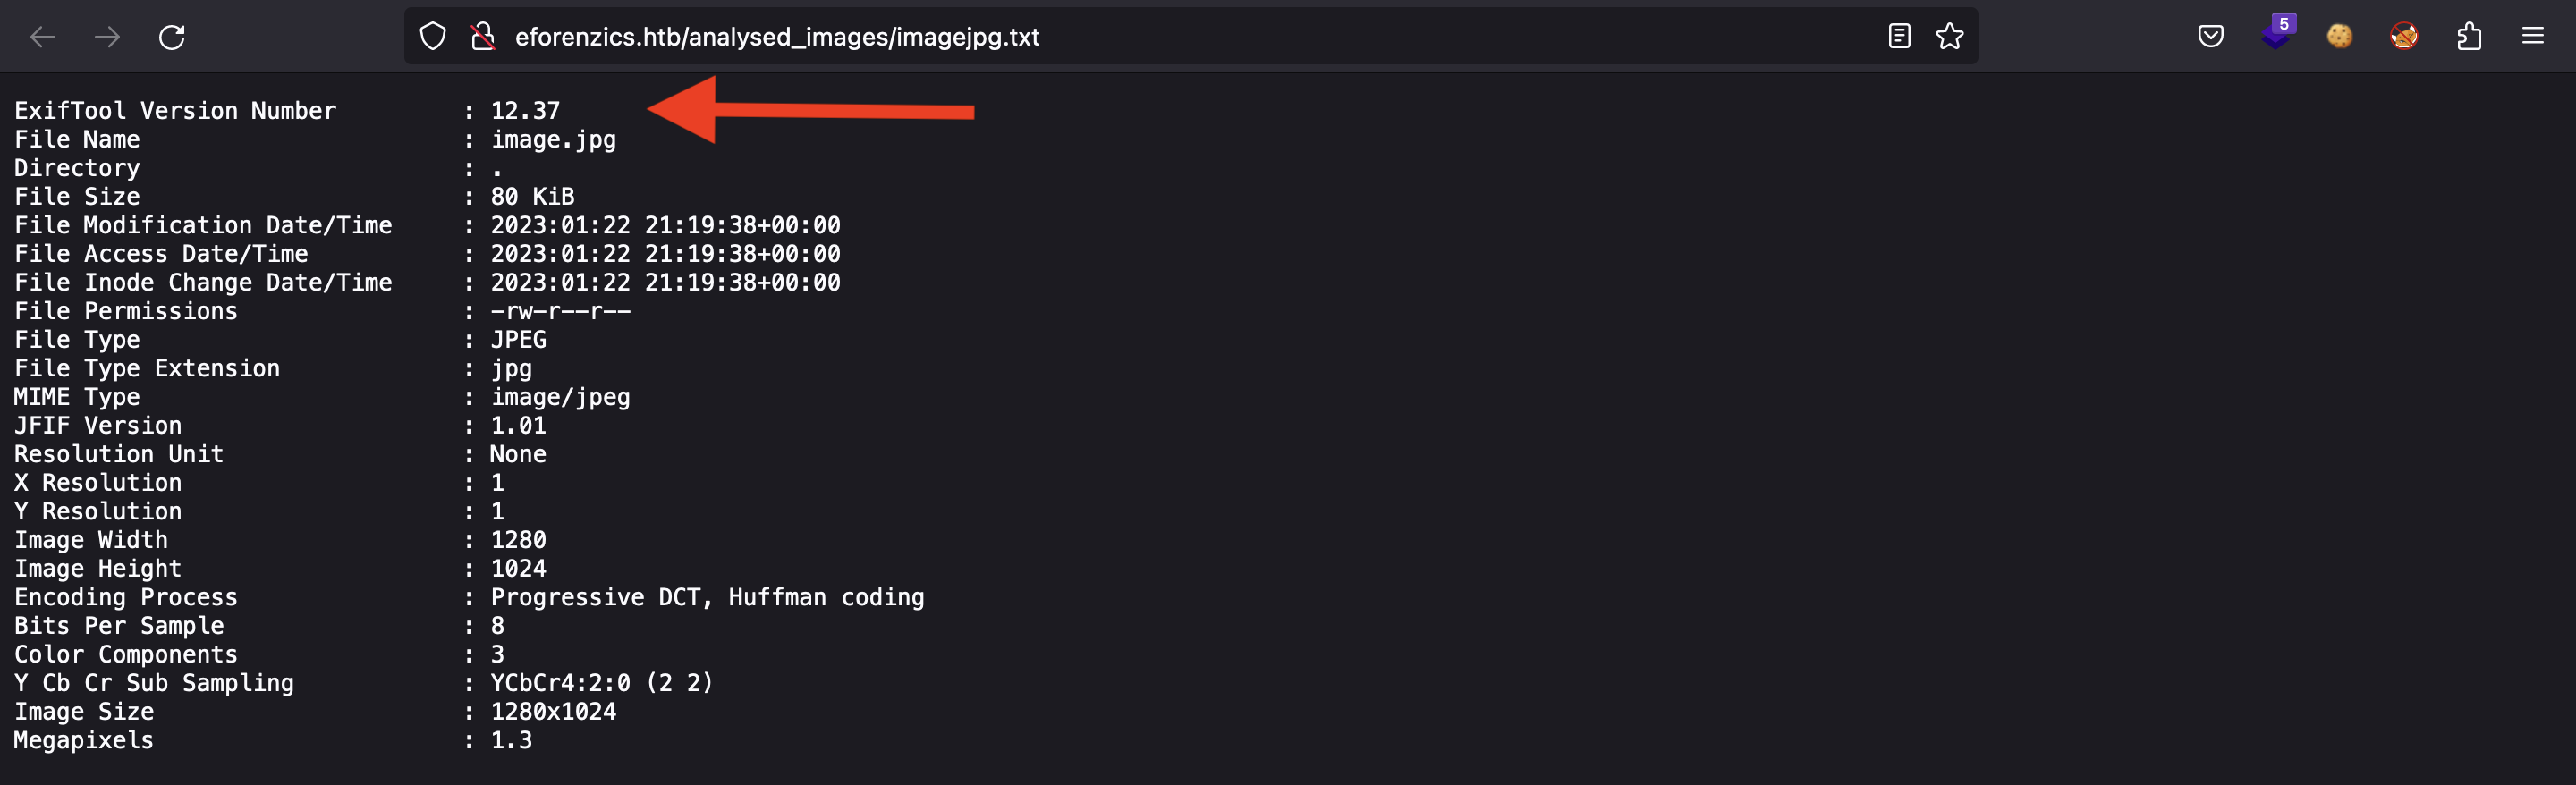 eforenzics.htb/analysed_images/imagejpg.txt
5
ExifTool Version Number : 12.37
File Name : image.jpg
Directory : .
File Size : 80 KiB
File Modification Date/Time : 2023:01:22 21:19:38+00:00
File Access Date/Time : 2023:01:22 21:19:38+00:00
File Inode Change Date/Time : 2023:01:22 21:19:38+00:00
File Permissions : -rw-r--r--
File Type : JPEG
File Type Extension : jpg
MIME Type : image/jpeg
JFIF Version : 1.01
Resolution Unit : None
X Resolution : 1
Y Resolution : 1
Image Width : 1280
Image Height : 1024
Encoding Process : Progressive DCT, Huffman coding
Bits Per Sample : 8
Color Components : 3
Y Cb Cr Sub Sampling : YCbCr4:2:0 (2 2)
Image Size : 1280x1024
Megapixels : 1.3